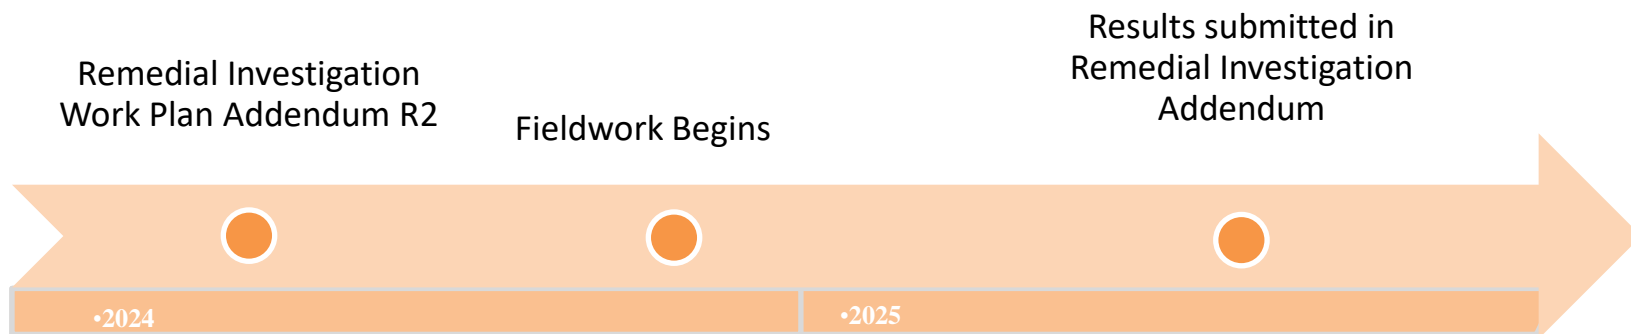 Remedial Investigation
Work Plan Addendum R2
Fieldwork Begins
Results submitted in
Remedial Investigation
Addendum
•2024
•2025